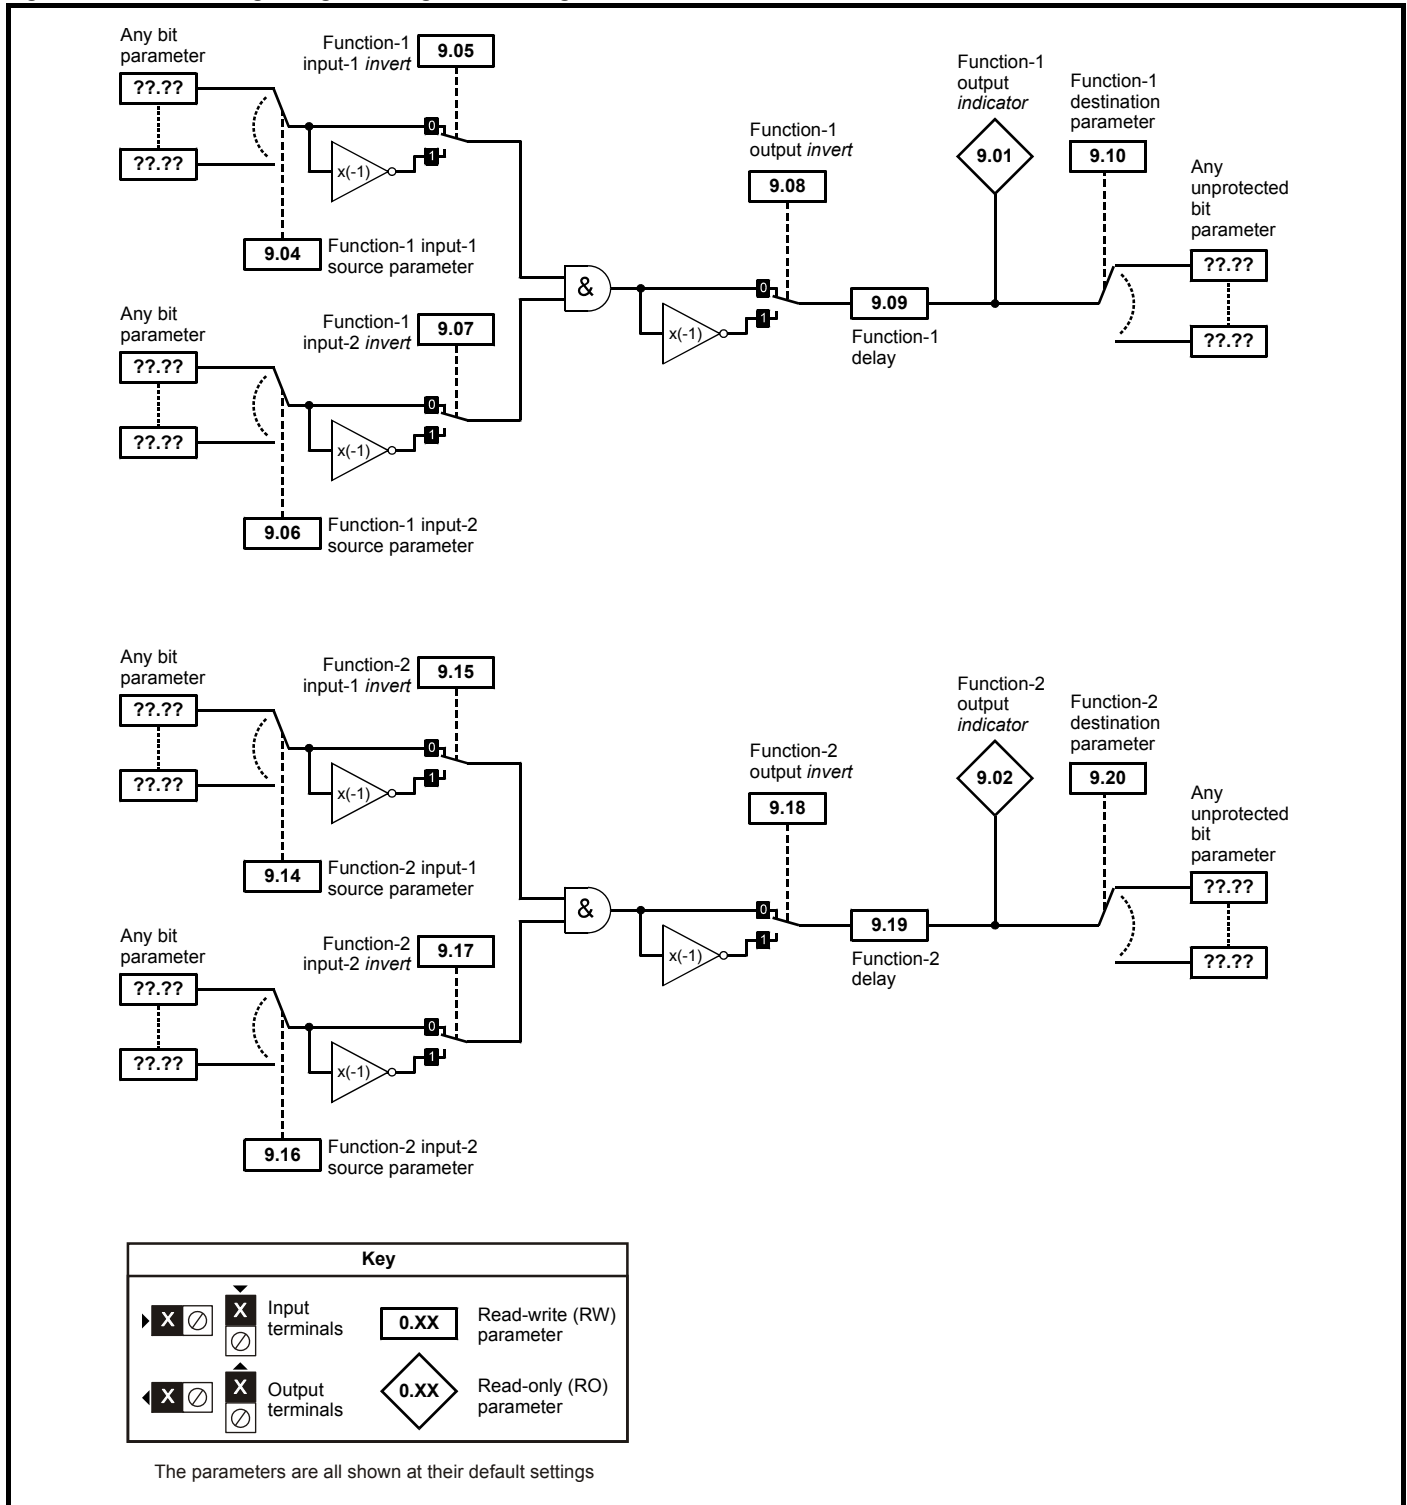 Any bit
parameter
??.??
??.??
Function-1
input-1 invert
9.05
0
1
x(-1)
9.04
Function-1 input-1
source parameter
Any bit
parameter
??.??
??.??
Function-1
input-2 invert
9.07
0
1
x(-1)
9.06
Function-1 input-2
source parameter
&
Function-1
output invert
9.08
0
1
x(-1)
9.09
Function-1
delay
Function-1
output
indicator
9.01
Function-1
destination
parameter
9.10
Any
unprotected
bit
parameter
??.??
??.??
Any bit
parameter
??.??
??.??
Function-2
input-1 invert
9.15
0
1
x(-1)
9.14
Function-2 input-1
source parameter
Any bit
parameter
??.??
??.??
Function-2
input-2 invert
9.17
0
1
x(-1)
9.16
Function-2 input-2
source parameter
&
Function-2
output invert
9.18
0
1
x(-1)
9.19
Function-2
delay
Function-2
output
indicator
9.02
Function-2
destination
parameter
9.20
Any
unprotected
bit
parameter
??.??
??.??
Key
X
X
Input
terminals
0.XX
Read-write (RW)
parameter
X
X
Output
terminals
0.XX
Read-only (RO)
parameter
The parameters are all shown at their default settings